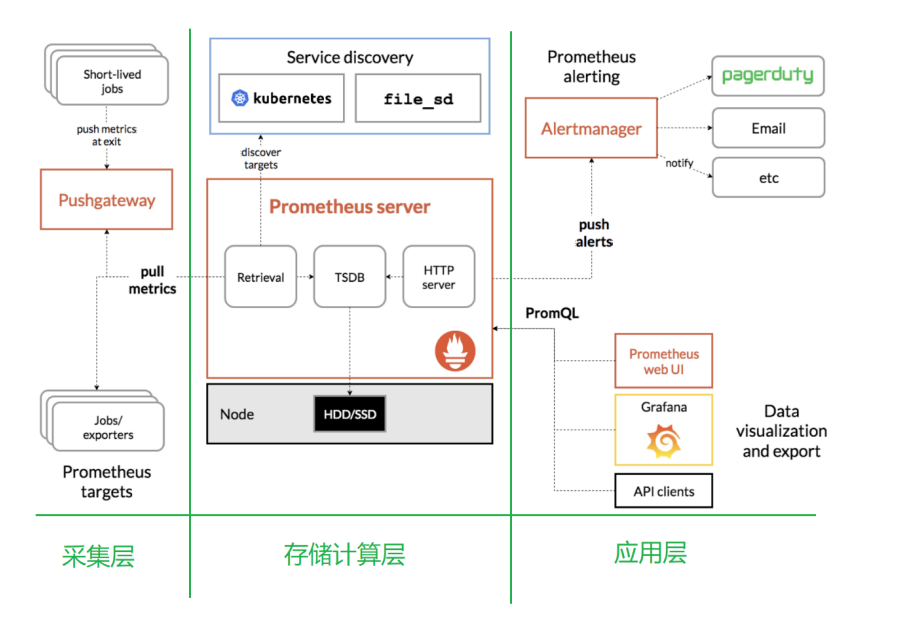 Short-lived
jobs
push metrics
at exit
Pushgateway
pull
metrics
Jobs/
exporters
Prometheus
targets
Service discovery
kubernetes
file_sd
discover
targets
Prometheus server
Retrieval
TSDB
HTTP
server
Node
HDD/SSD
Prometheus
alerting
Alertmanager
pagerduty
Email
notify
etc
push
alerts
PromQL
Prometheus
web UI
Grafana
API clients
Data
visualization
and export
采集层
存储计算层
应用层